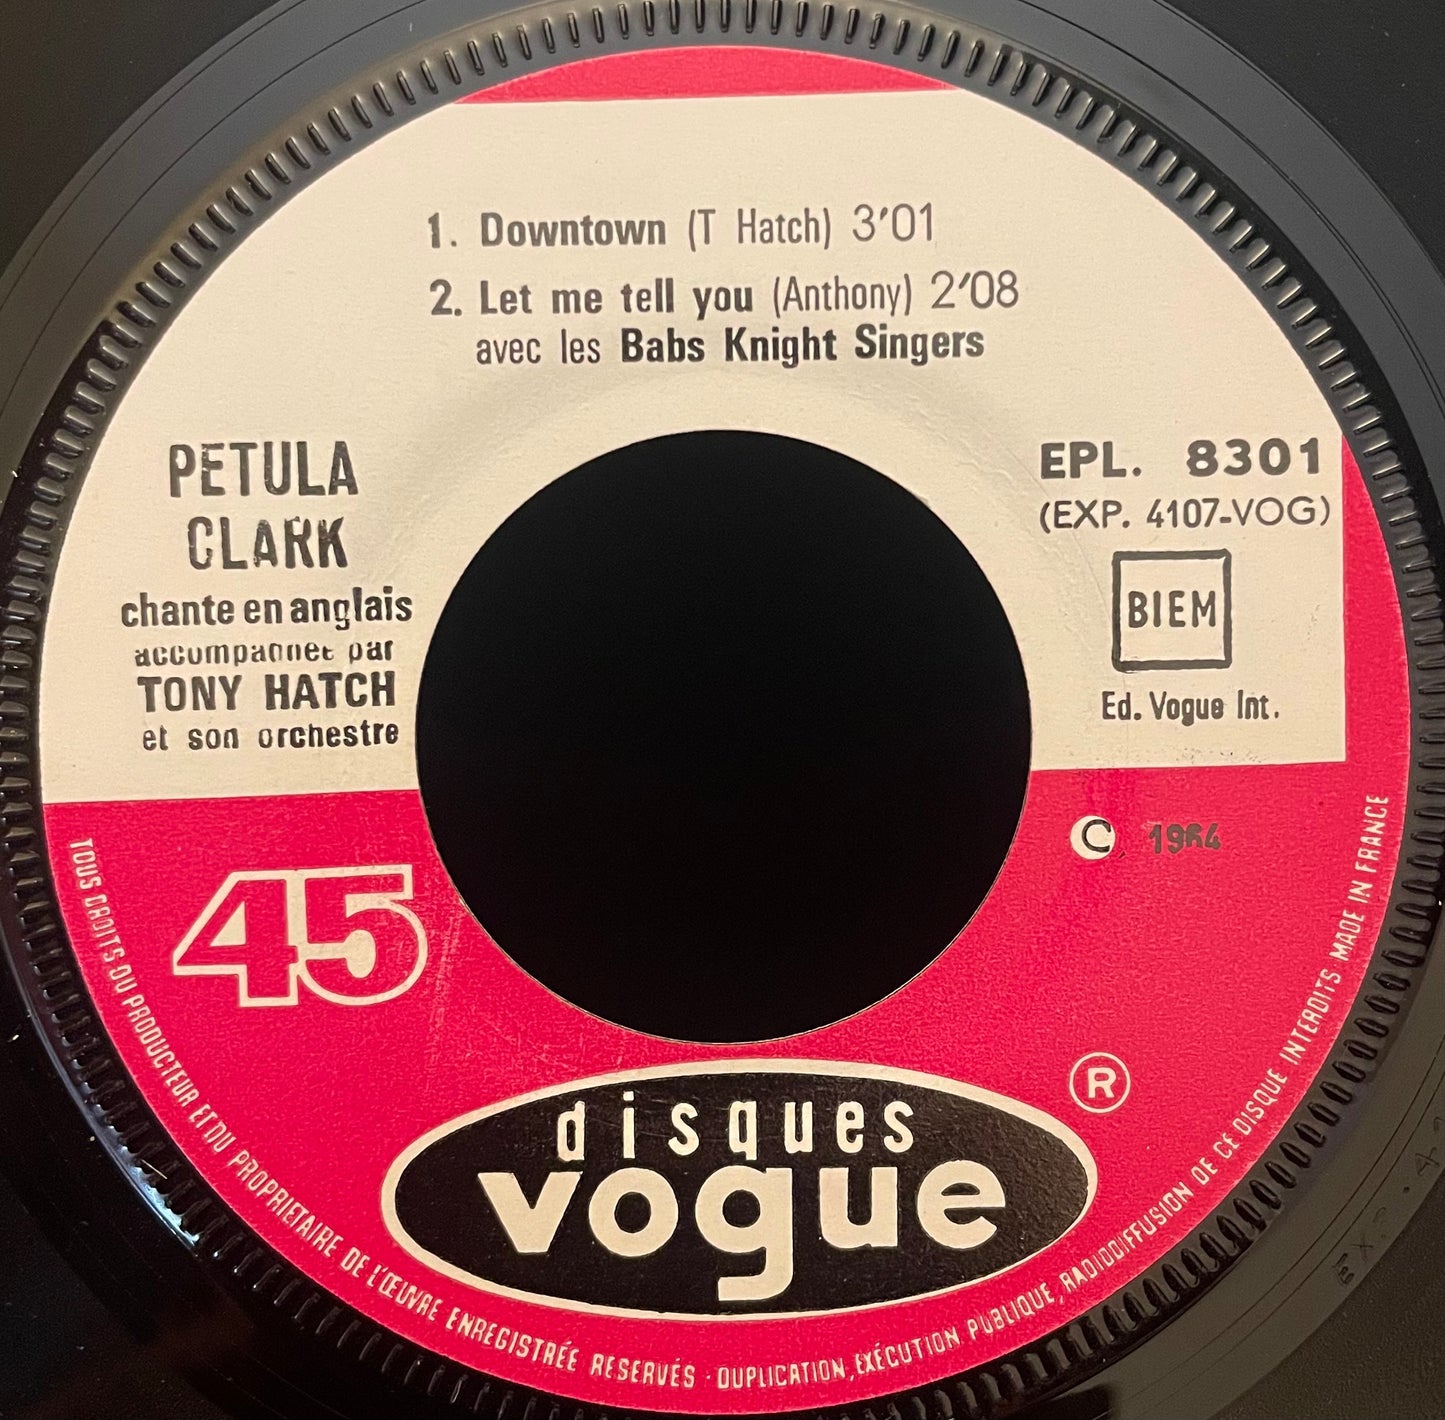 1. Downtown (T Hatch) 3'01
2. Let me tell you (Anthony) 2'08
avec les Babs Knight Singers
PETULA
CLARK
chante en anglais
accompagnée par
TONY HATCH
et son orchestre
EPL. 8301
(EXP. 4107-VOG)
BIEM
Ed. Vogue Int.
C 1964
45
disques
vogue
®
TOUS DROITS DU PRODUCTEUR ET DU PROPRIETAIRE DE L'ŒUVRE ENREGISTRÉE RESERVÉS · DUPLICATION, EXÉCUTION PUBLIQUE, RADIODIFFUSION DE CE DISQUE INTERDITS MADE IN FRANCE